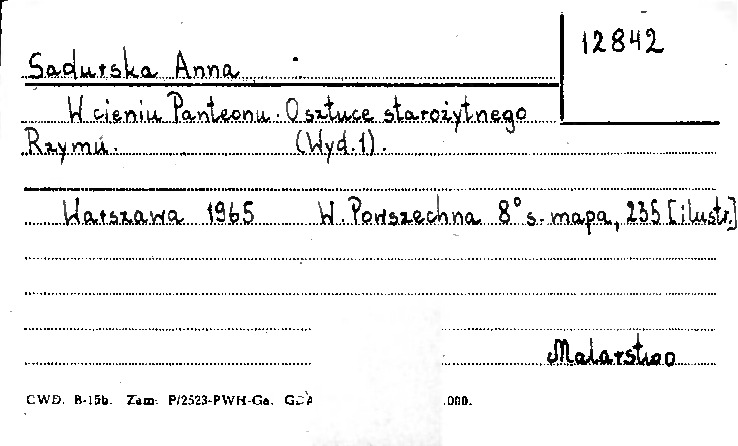 12842
Sadurska Anna
W cieniu Panteonu. O sztuce starożytnego
Rzymu. (Wyd.1).
Warszawa 1965 W. Powszechna 8° s. mapa, 235 [ilustr.]
Malarstwo
CWD. B-15b. Zam. P/2523-PWH-Ga. .000.